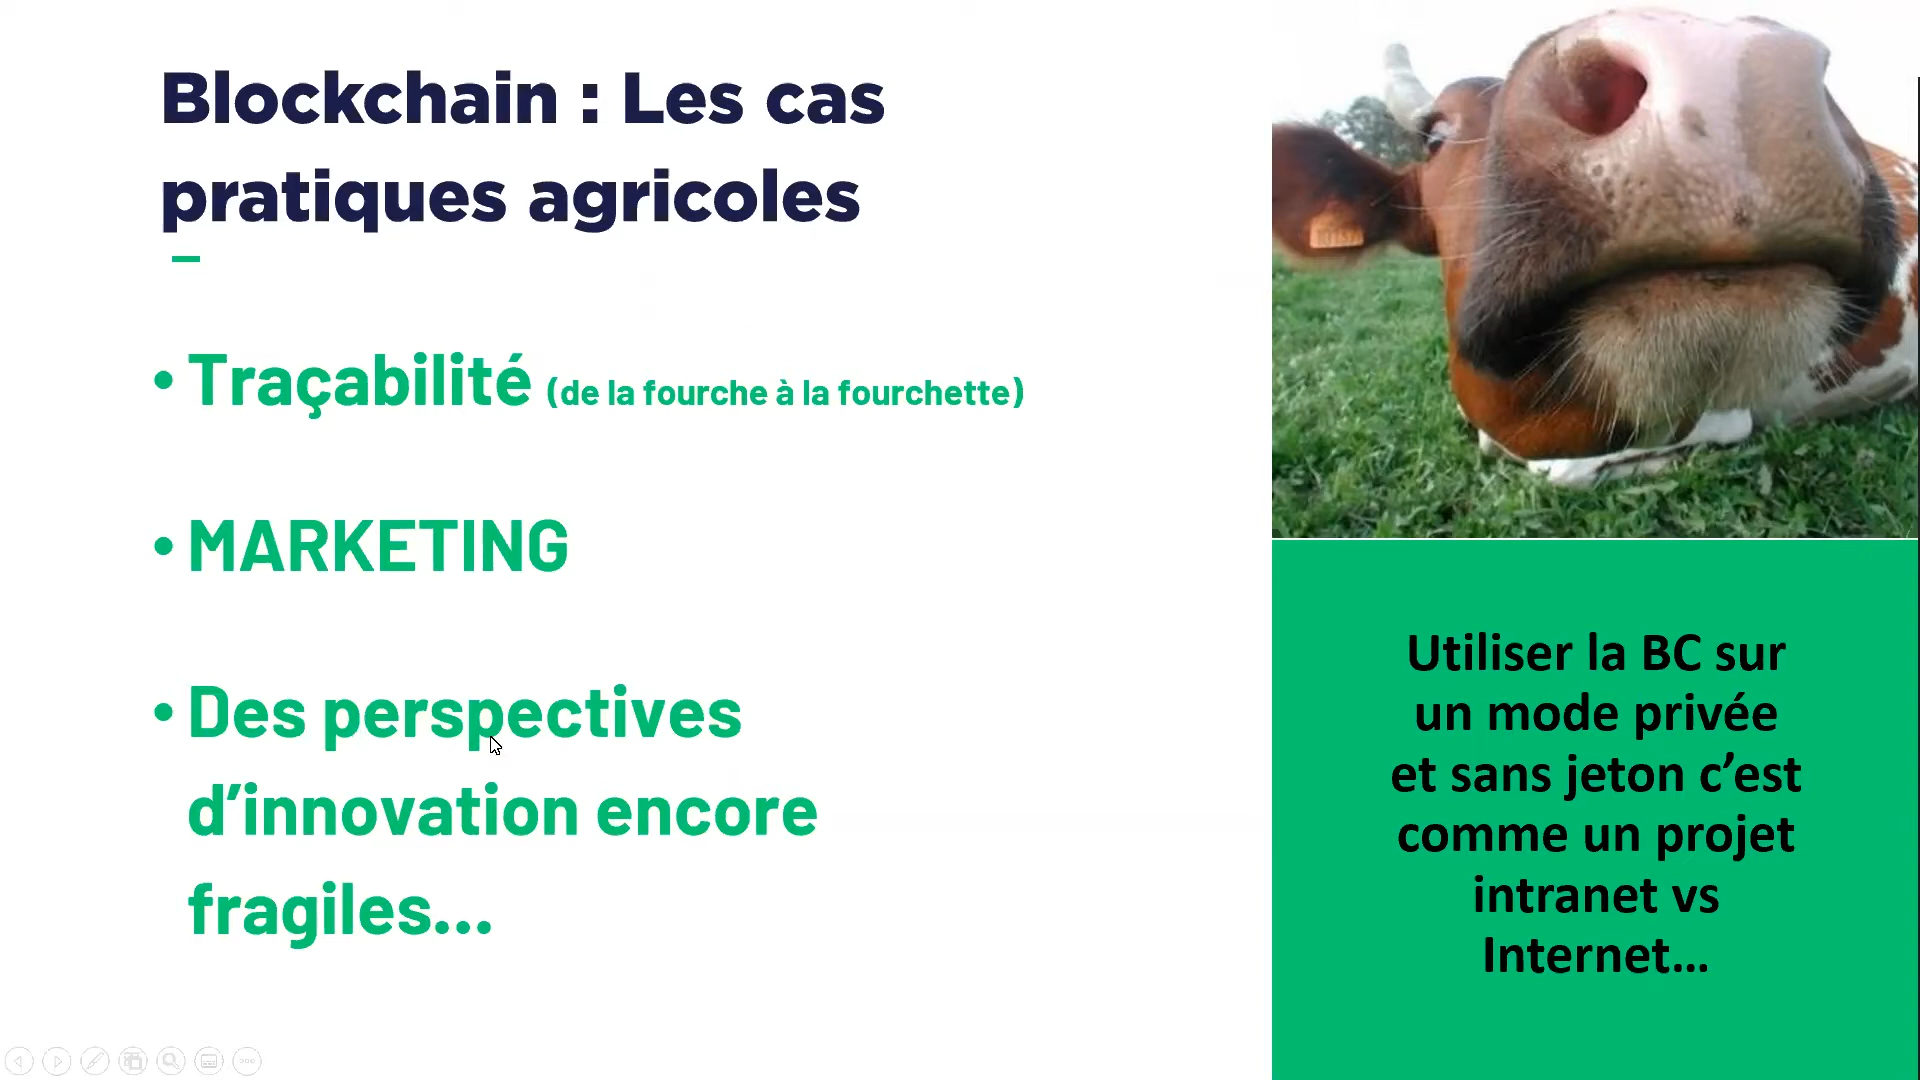 Blockchain : Les cas
pratiques agricoles
• Traçabilité (de la fourche à la fourchette)
• MARKETING
• Des perspectives
d’innovation encore
fragiles...
Utiliser la BC sur
un mode privée
et sans jeton c’est
comme un projet
intranet vs
Internet...